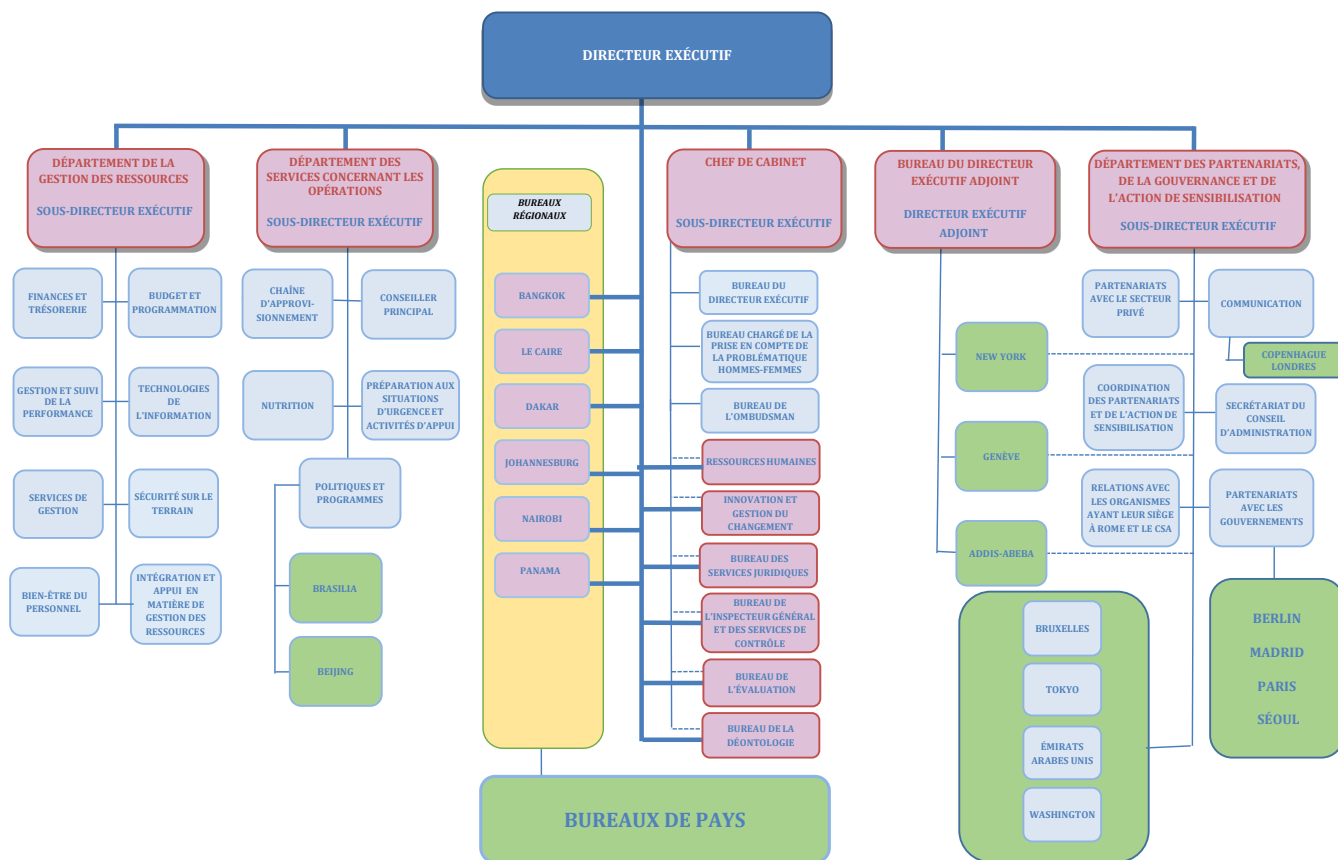 DIRECTEUR EXÉCUTIF
DÉPARTEMENT DE LA
GESTION DES RESSOURCES
SOUS-DIRECTEUR EXÉCUTIF
DÉPARTEMENT DES
SERVICES CONCERNANT LES
OPÉRATIONS
SOUS-DIRECTEUR EXÉCUTIF
BUREAUX
RÉGIONAUX
CHEF DE CABINET
SOUS-DIRECTEUR EXÉCUTIF
BUREAU DU DIRECTEUR
EXÉCUTIF ADJOINT
DIRECTEUR EXÉCUTIF
ADJOINT
DÉPARTEMENT DES PARTENARIATS,
DE LA GOUVERNANCE ET DE
L'ACTION DE SENSIBILISATION
SOUS-DIRECTEUR EXÉCUTIF
FINANCES ET
TRÉSORERIE
BUDGET ET
PROGRAMMATION
GESTION ET SUIVI
DE LA
PERFORMANCE
TECHNOLOGIES
DE
L'INFORMATION
SERVICES DE
GESTION
SÉCURITÉ SUR LE
TERRAIN
BIEN-ÊTRE DU
PERSONNEL
INTÉGRATION ET
APPUI EN
MATIÈRE DE
GESTION DES
RESSOURCES
CHAÎNE
D'APPROVI-
SIONNEMENT
CONSEILLER
PRINCIPAL
NUTRITION
PRÉPARATION AUX
SITUATIONS
D'URGENCE ET
ACTIVITÉS D'APPUI
POLITIQUES ET
PROGRAMMES
BRASILIA
BEIJING
BANGKOK
LE CAIRE
DAKAR
JOHANNESBURG
NAIROBI
PANAMA
BUREAUX DE PAYS
BUREAU DU
DIRECTEUR EXÉCUTIF
BUREAU CHARGÉ DE LA
PRISE EN COMPTE DE
LA PROBLÉMATIQUE
HOMMES-FEMMES
BUREAU DE
L'OMBUDSMAN
RESSOURCES HUMAINES
INNOVATION ET
GESTION DU
CHANGEMENT
BUREAU DES
SERVICES JURIDIQUES
BUREAU DE
L'INSPECTEUR GÉNÉRAL
ET DES SERVICES DE
CONTRÔLE
BUREAU DE
L'ÉVALUATION
BUREAU DE LA
DÉONTOLOGIE
NEW YORK
GENÈVE
ADDIS-ABEBA
PARTENARIATS
AVEC LE SECTEUR
PRIVÉ
COMMUNICATION
COPENHAGUE
LONDRES
COORDINATION
DES PARTENARIATS
ET DE L'ACTION DE
SENSIBILISATION
SECRÉTARIAT DU
CONSEIL
D'ADMINISTRATION
RELATIONS AVEC
LES ORGANISMES
AYANT LEUR SIÈGE
À ROME ET LE CSA
PARTENARIATS
AVEC LES
GOUVERNEMENTS
BRUXELLES
TOKYO
ÉMIRATS
ARABES UNIS
WASHINGTON
BERLIN
MADRID
PARIS
SÉOUL